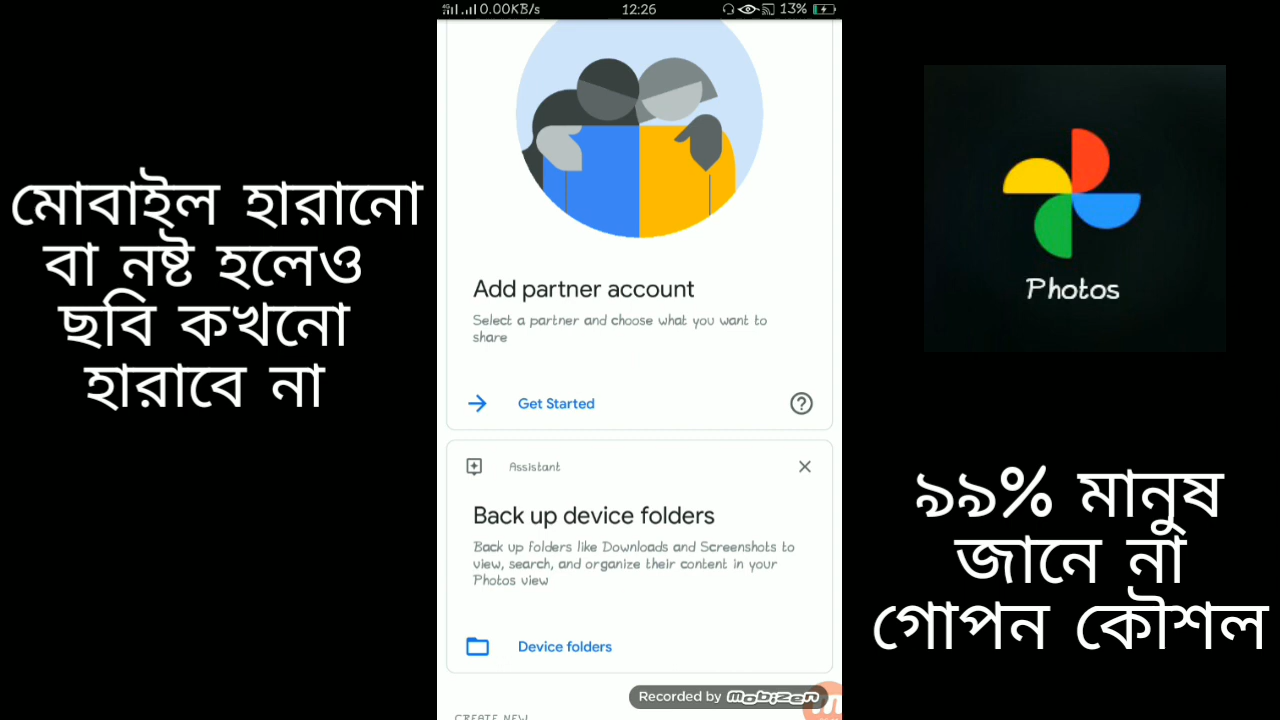 0.00KB/s 12:26 13%
মোবাইল হারানো
বা নষ্ট হলেও
ছবি কখনো
হারাবে না
Add partner account
Select a partner and choose what you want to
share
Get Started
Assistant
Back up device folders
Back up folders like Downloads and Screenshots to
view, search, and organize their content in your
Photos view
Device folders
Recorded by Mobizen
CREATE NEW
Photos
৯৯% মানুষ
জানে না
গোপন কৌশল